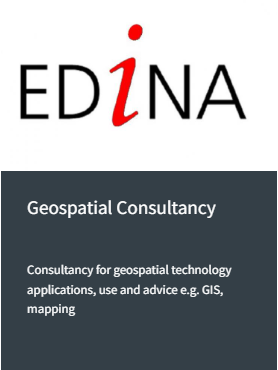 EDiNA
Geospatial Consultancy
Consultancy for geospatial technology
applications, use and advice e.g. GIS,
mapping